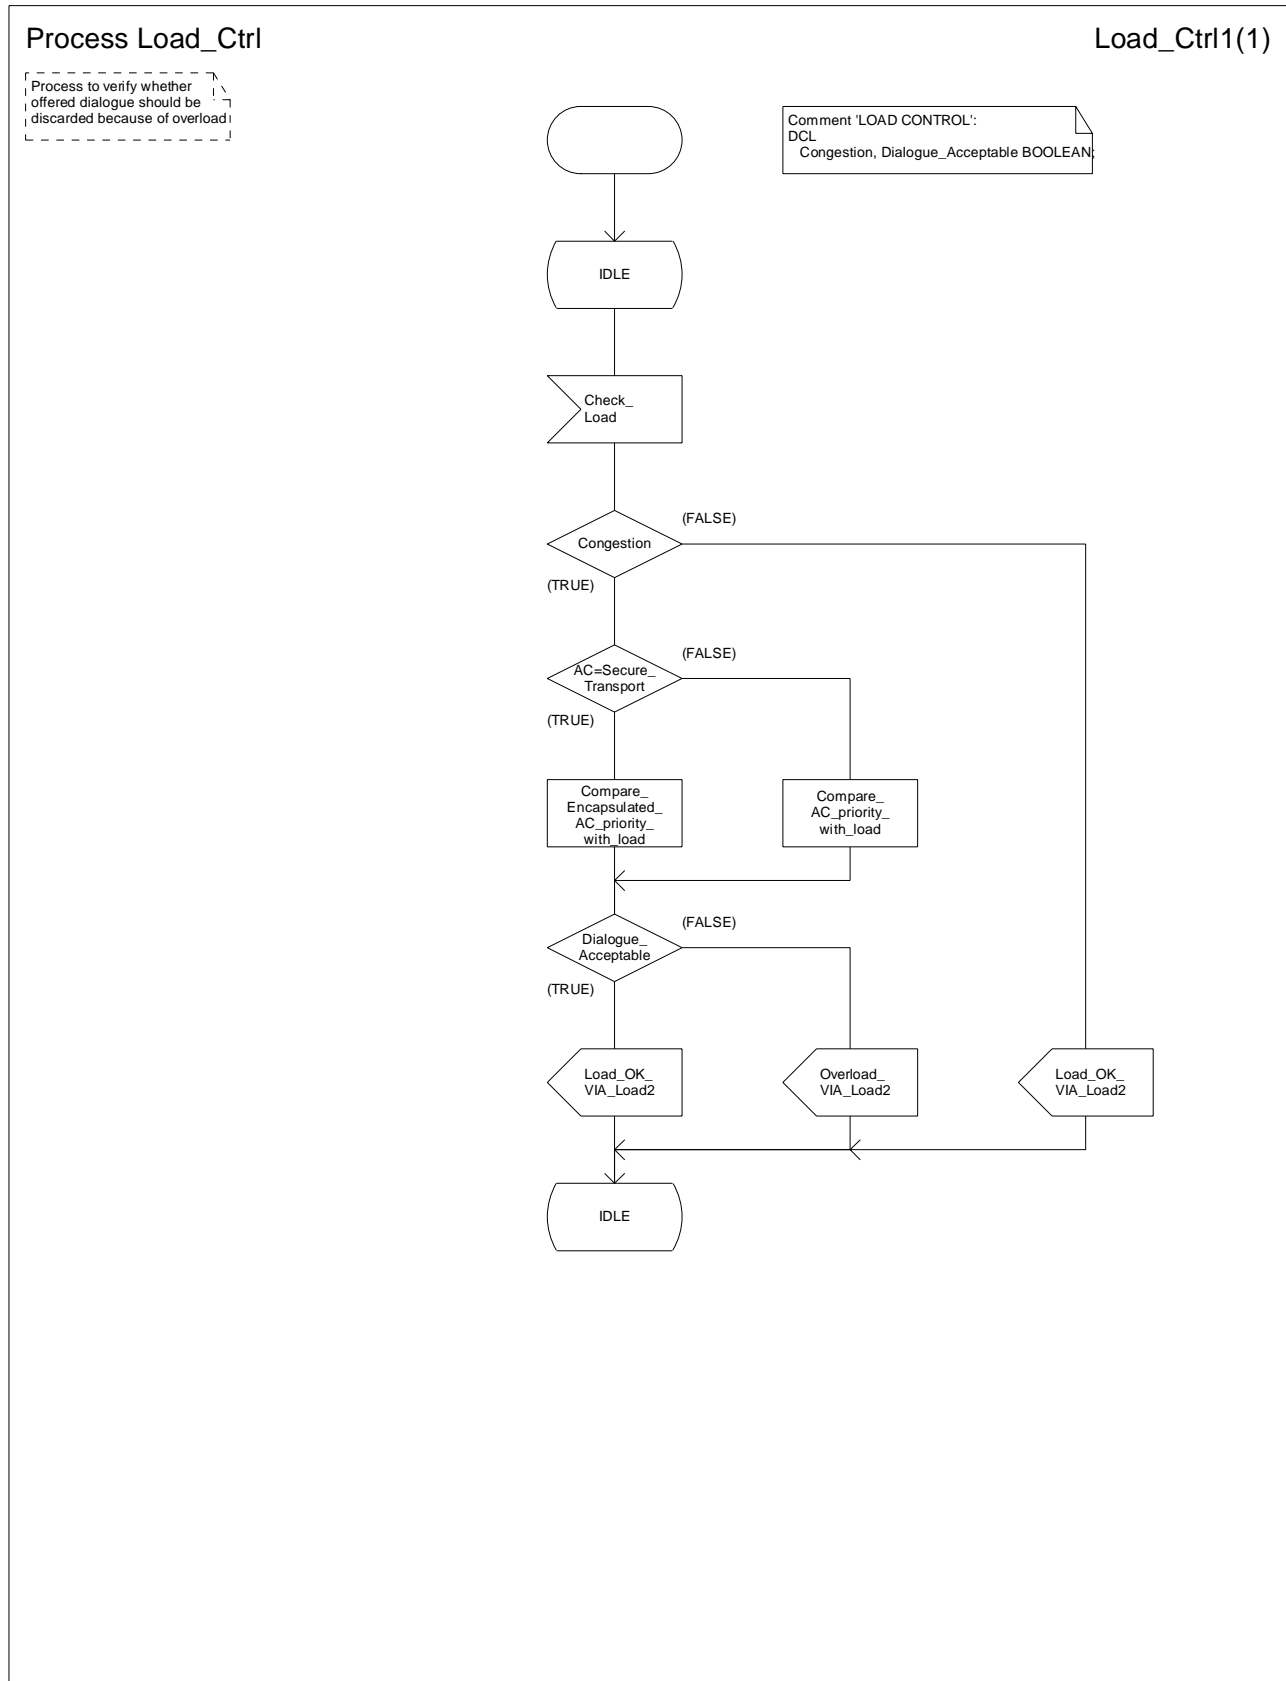 Process Load_Ctrl
Load_Ctrl1(1)
Process to verify whether
offered dialogue should be
discarded because of overload
Comment 'LOAD CONTROL':
DCL
Congestion, Dialogue_Acceptable BOOLEAN;
IDLE
Check_
Load
(FALSE)
Congestion
(TRUE)
(FALSE)
AC=Secure_
Transport
(TRUE)
Compare_
Encapsulated_
AC_priority_
with_load
Compare_
AC_priority_
with_load
(FALSE)
Dialogue_
Acceptable
(TRUE)
Load_OK_
VIA_Load2
Overload_
VIA_Load2
Load_OK_
VIA_Load2
IDLE